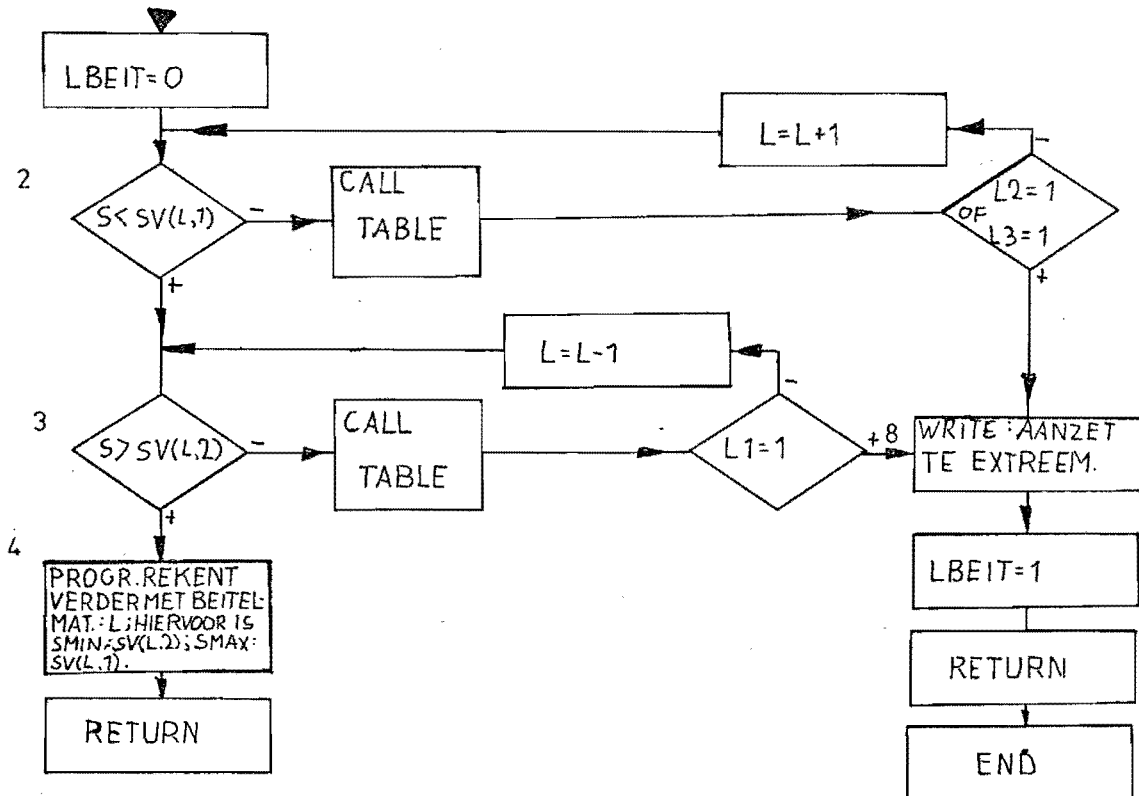 LBEIT=0
L=L+1
-
2
S< SV(L,1)
-
CALL
TABLE
L2=1
OF
L3=1
+
+
L=L-1
-
3
S> SV(L,2)
-
CALL
TABLE
L1=1
+8
WRITE:AANZET
TE EXTREEM.
+
4
PROGR.REKENT
VERDER MET BEITEL-
MAT.:L;HIERVOOR IS
SMIN:SV(L.2);SMAX:
SV(L,1).
LBEIT=1
RETURN
RETURN
END